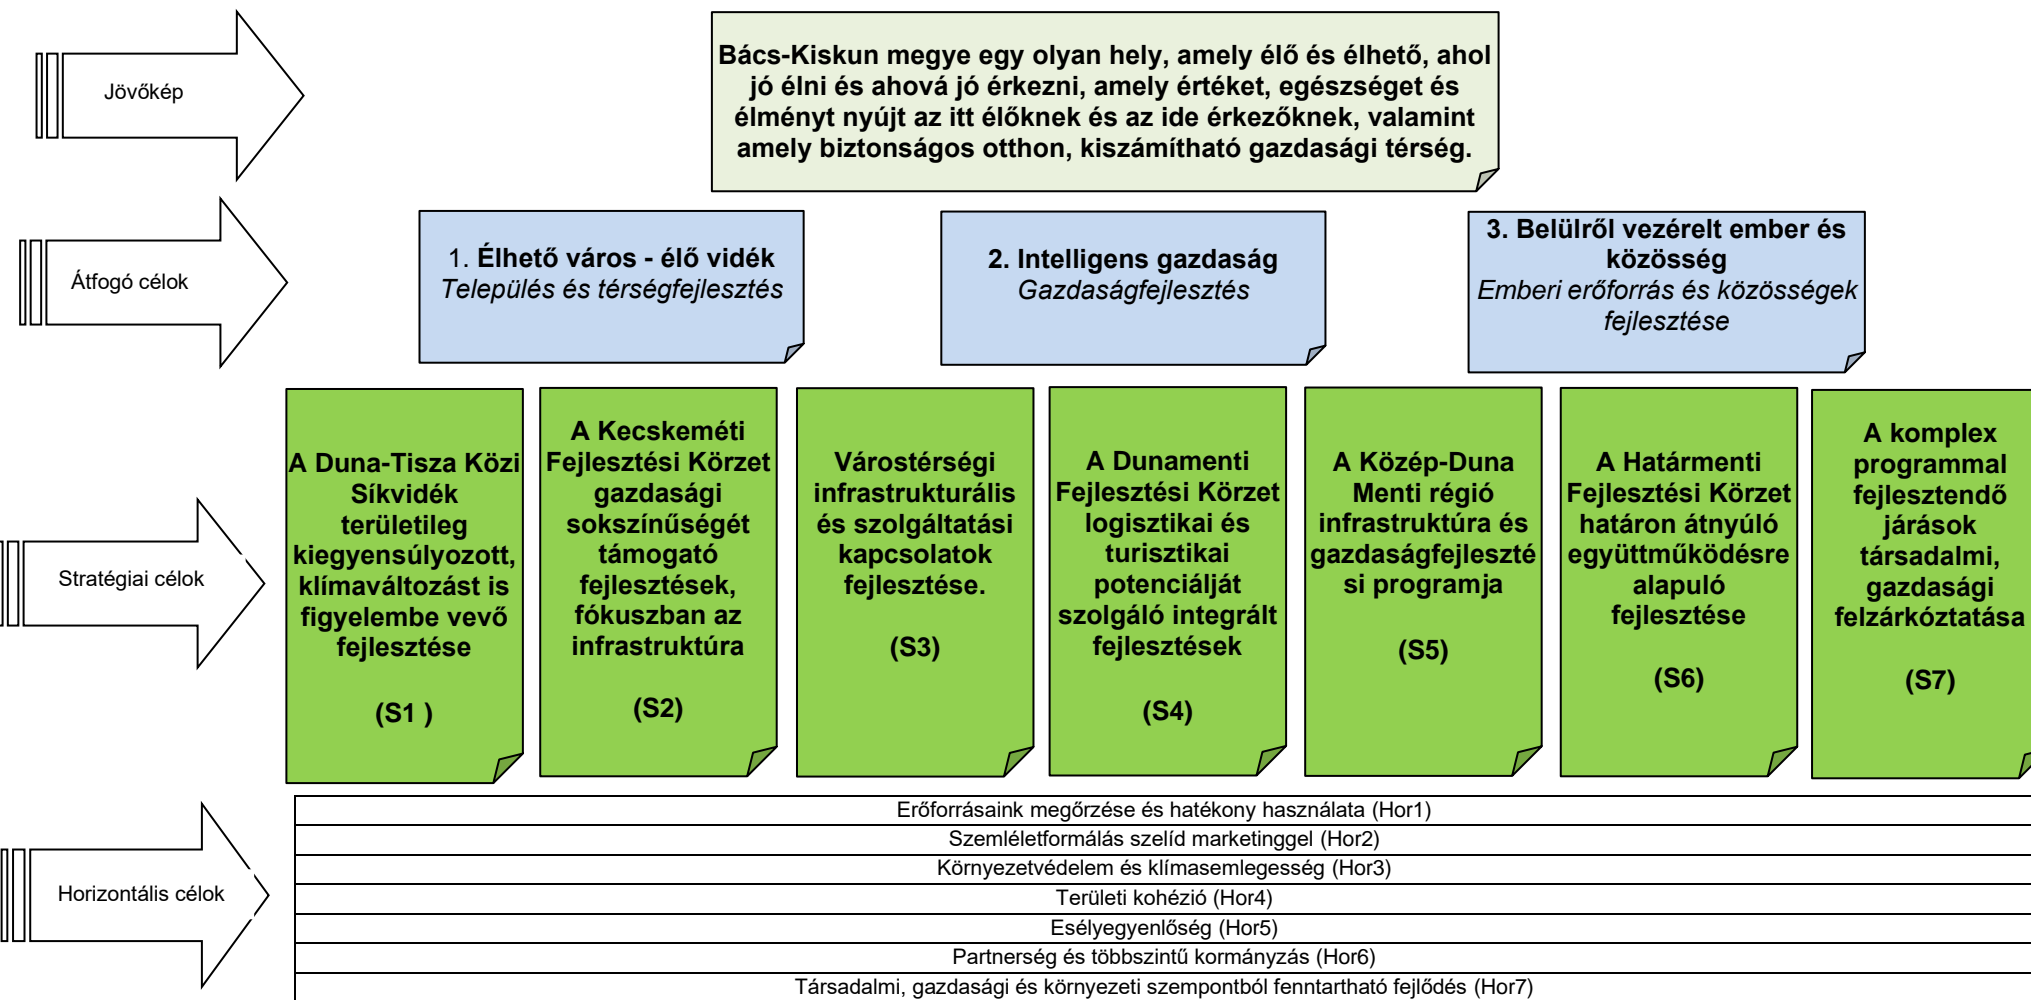 Jövőkép
Bács-Kiskun megye egy olyan hely, amely élő és élhető, ahol
jó élni és ahová jó érkezni, amely értéket, egészséget és
élményt nyújt az itt élőknek és az ide érkezőknek, valamint
amely biztonságos otthon, kiszámítható gazdasági térség.
Átfogó célok
1. Élhető város - élő vidék
Település és térségfejlesztés
2. Intelligens gazdaság
Gazdaságfejlesztés
3. Belülről vezérelt ember és
közösség
Emberi erőforrás és közösségek
fejlesztése
Stratégiai célok
A Duna-Tisza Közi
Síkvidék
területileg
kiegyensúlyozott,
klímaváltozást is
figyelembe vevő
fejlesztése
(S1 )
A Kecskeméti
Fejlesztési Körzet
gazdasági
sokszínűségét
támogató
fejlesztések,
fókuszban az
infrastruktúra
(S2)
Várostérségi
infrastrukturális
és szolgáltatási
kapcsolatok
fejlesztése.
(S3)
A Dunamenti
Fejlesztési Körzet
logisztikai és
turisztikai
potenciálját
szolgáló integrált
fejlesztések
(S4)
A Közép-Duna
Menti régió
infrastruktúra és
gazdaságfejleszté
si programja
(S5)
A Határmenti
Fejlesztési Körzet
határon átnyúló
együttműködésre
alapuló
fejlesztése
(S6)
A komplex
programmal
fejlesztendő
járások
társadalmi,
gazdasági
felzárkóztatása
(S7)
Horizontális célok
Erőforrásaink megőrzése és hatékony használata (Hor1)
Szemléletformálás szelíd marketinggel (Hor2)
Környezetvédelem és klímasemlegesség (Hor3)
Területi kohézió (Hor4)
Esélyegyenlőség (Hor5)
Partnerség és többszintű kormányzás (Hor6)
Társadalmi, gazdasági és környezeti szempontból fenntartható fejlődés (Hor7)